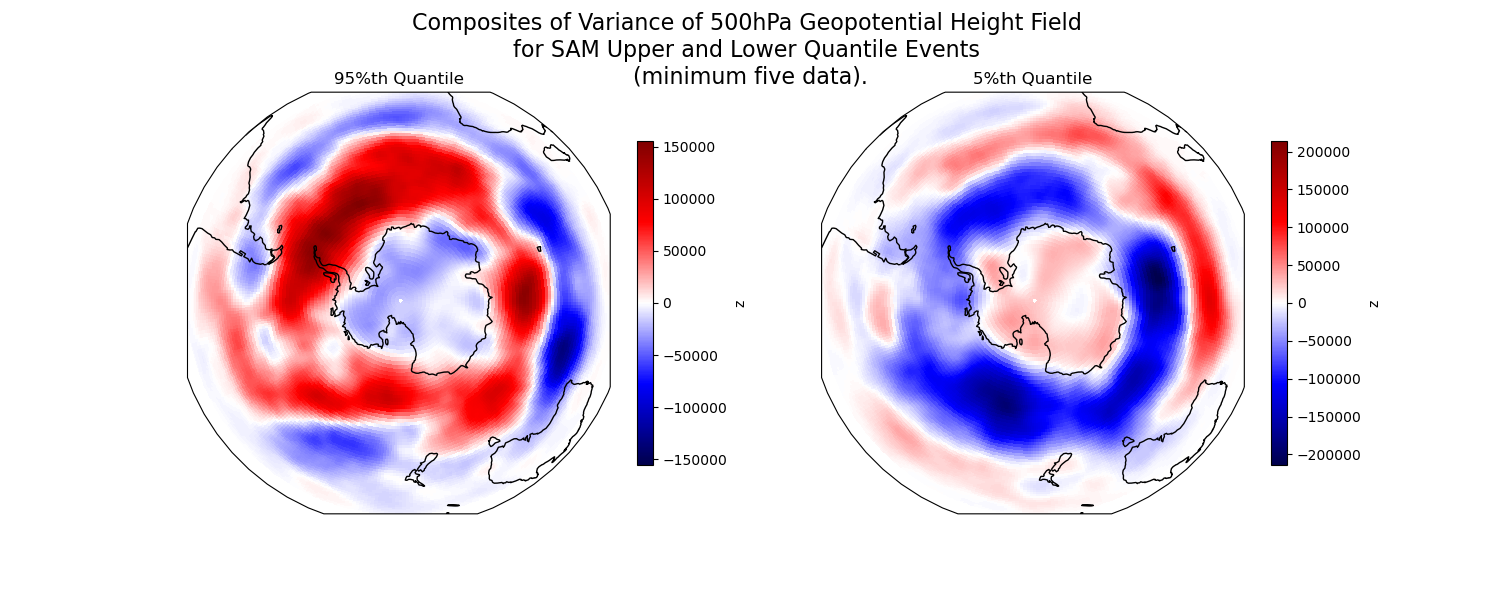 Composites of Variance of 500hPa Geopotential Height Field
for SAM Upper and Lower Quantile Events
(minimum five data).
95%th Quantile
5%th Quantile
150000
100000
50000
0
−50000
−100000
−150000
z
200000
150000
100000
50000
0
−50000
−100000
−150000
−200000
z